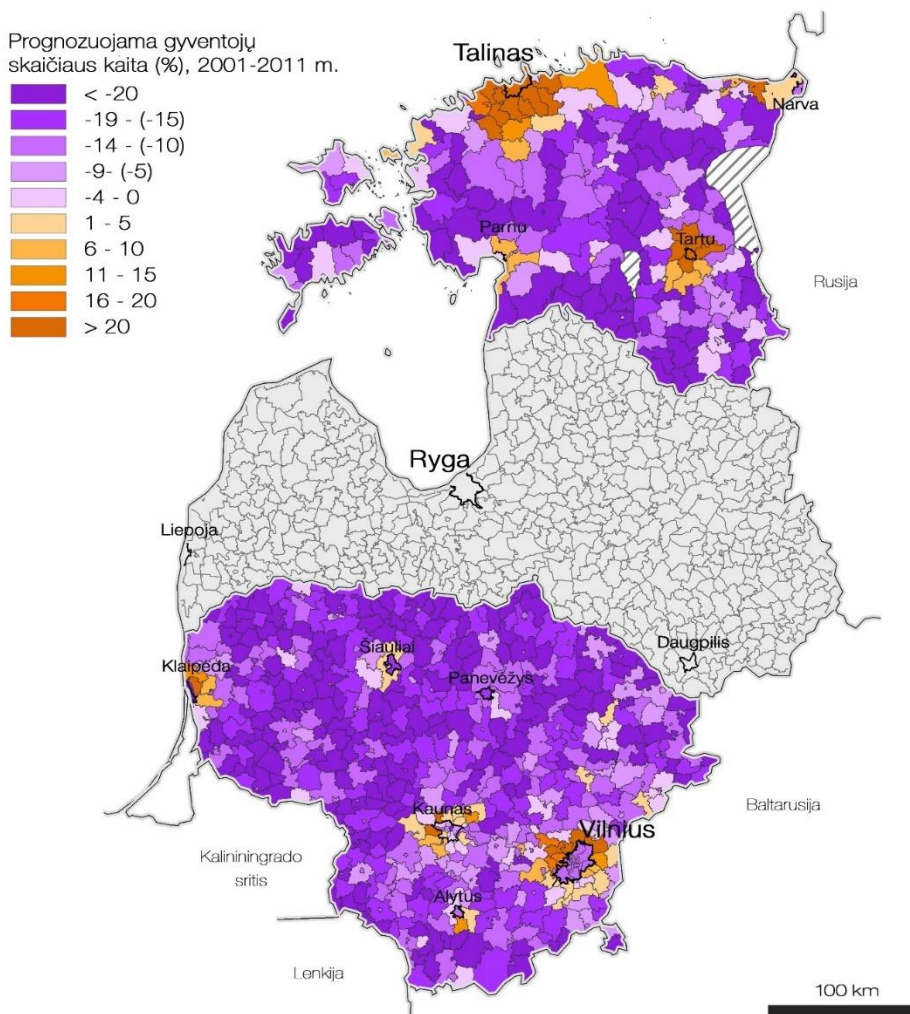 Prognozuojama gyventojų
skaičiaus kaita (%), 2001-2011 m.
< -20
-19 - (-15)
-14 - (-10)
-9- (-5)
-4 - 0
1 - 5
6 - 10
11 - 15
16 - 20
> 20
Talinas
Narva
Parnu
Tartu
Rusija
Ryga
Liepoja
Daugpilis
Klaipėda
Šiauliai
Panevėžys
Baltarusija
Kaunas
Vilnius
Kalininingrado
sritis
Alytus
Lenkija
100 km